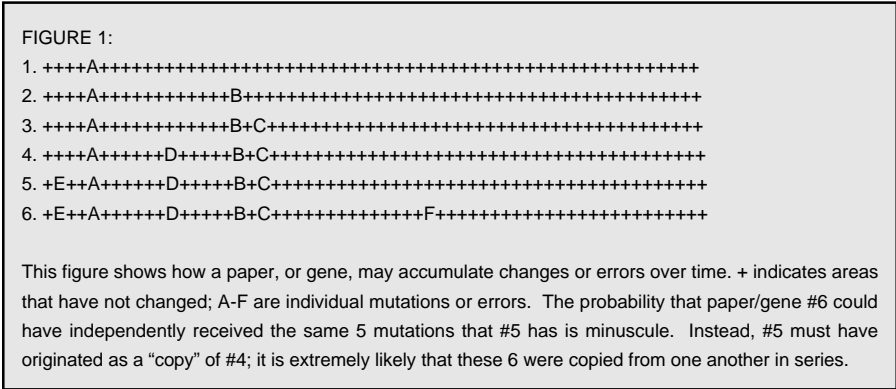 FIGURE 1:
1. ++++A++++++++++++++++++++++++++++++++++++++++++++++++++++++++
2. ++++A++++++++++++B++++++++++++++++++++++++++++++++++++++++++
3. ++++A++++++++++++B+C++++++++++++++++++++++++++++++++++++++++
4. ++++A++++++D+++++B+C++++++++++++++++++++++++++++++++++++++++
5. +E++A++++++D+++++B+C++++++++++++++++++++++++++++++++++++++++
6. +E++A++++++D+++++B+C++++++++++++++F+++++++++++++++++++++++++
This figure shows how a paper, or gene, may accumulate changes or errors over time. + indicates areas
that have not changed; A-F are individual mutations or errors. The probability that paper/gene #6 could
have independently received the same 5 mutations that #5 has is minuscule. Instead, #5 must have
originated as a “copy” of #4; it is extremely likely that these 6 were copied from one another in series.